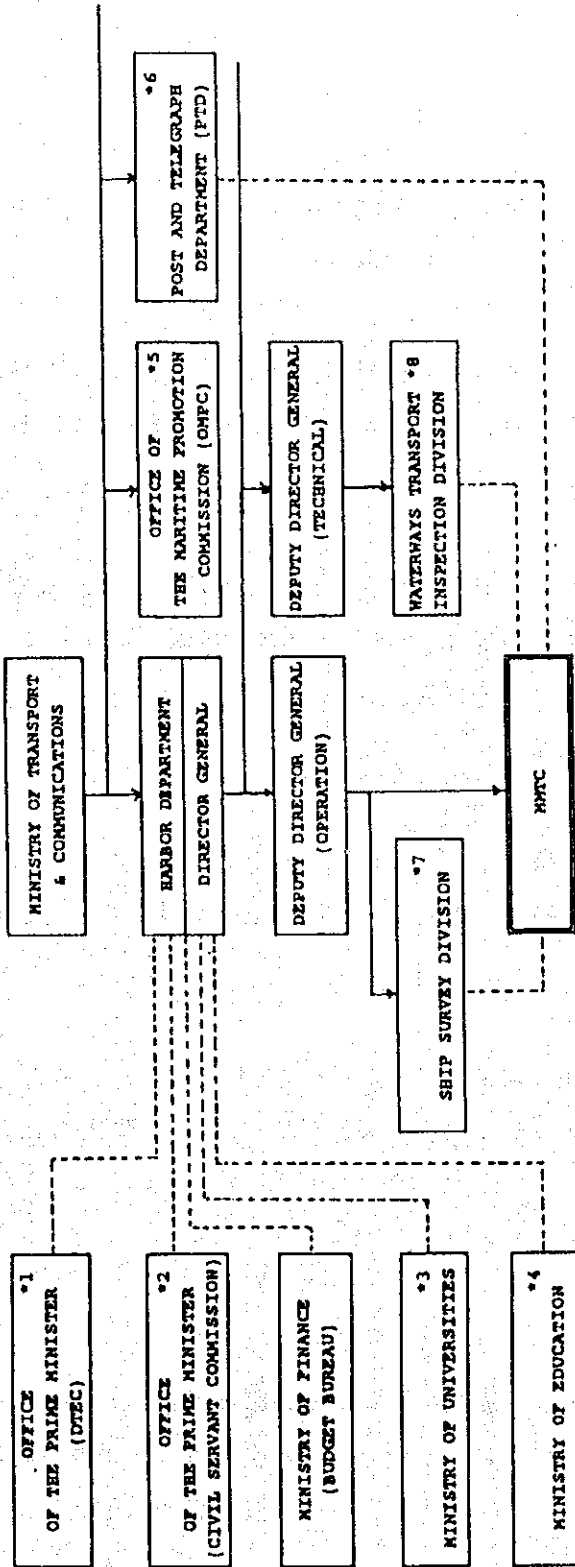 MINISTRY OF TRANSPORT
& COMMUNICATIONS
HARBOR DEPARTMENT
DIRECTOR GENERAL
OFFICE OF *5
THE MARITIME PROMOTION
COMMISSION (OMPC)
*6
POST AND TELEGRAPH
DEPARTMENT (PTD)
OFFICE *1
OF THE PRIME MINISTER
(DTEC)
OFFICE *2
OF THE PRIME MINISTER
(CIVIL SERVANT COMMISSION)
MINISTRY OF FINANCE
(BUDGET BUREAU)
*3
MINISTRY OF UNIVERSITIES
*4
MINISTRY OF EDUCATION
DEPUTY DIRECTOR GENERAL
(OPERATION)
DEPUTY DIRECTOR GENERAL
(TECHNICAL)
*7
SHIP SURVEY DIVISION
WATERWAYS TRANSPORT *8
INSPECTION DIVISION
MMTC